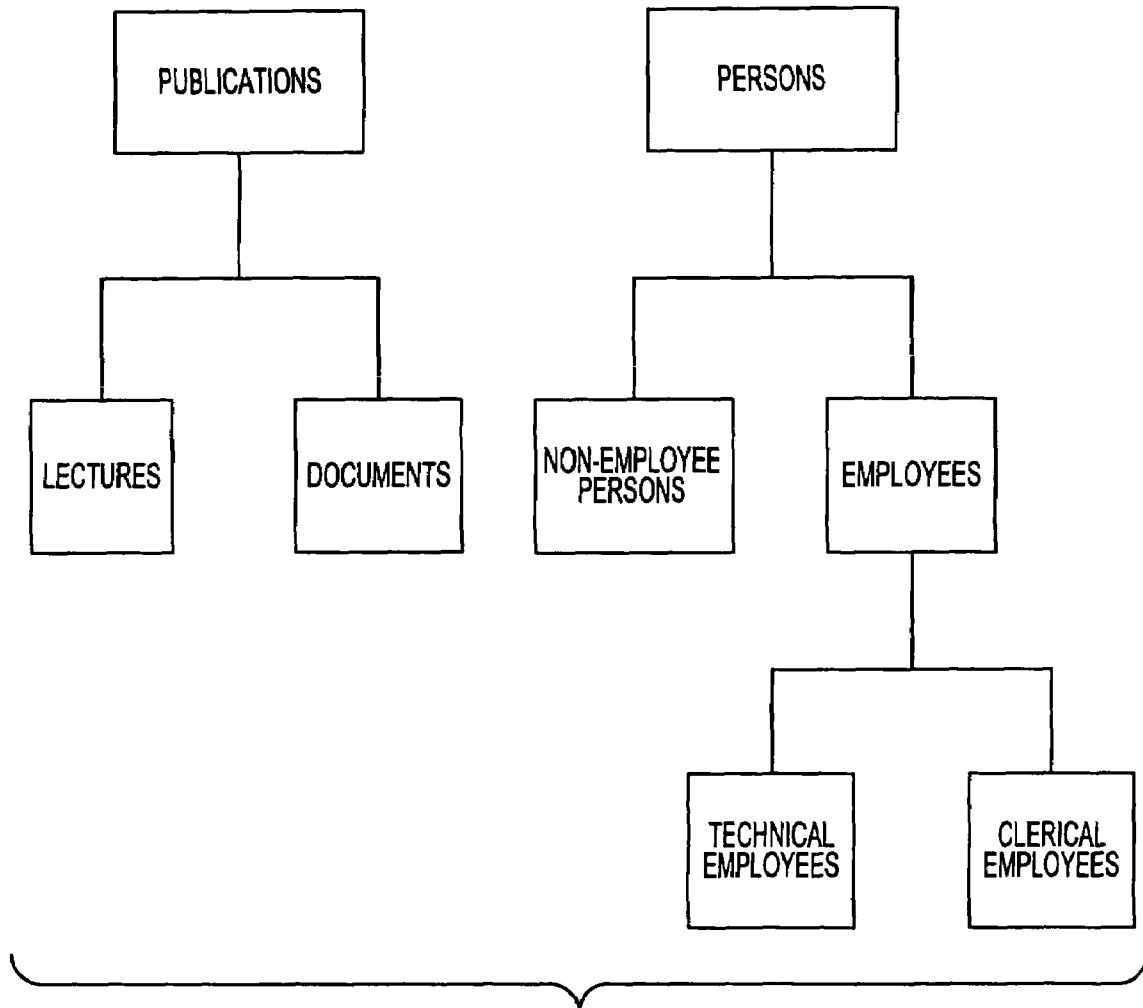 PUBLICATIONS
PERSONS
LECTURES
DOCUMENTS
NON-EMPLOYEE
PERSONS
EMPLOYEES
TECHNICAL
EMPLOYEES
CLERICAL
EMPLOYEES